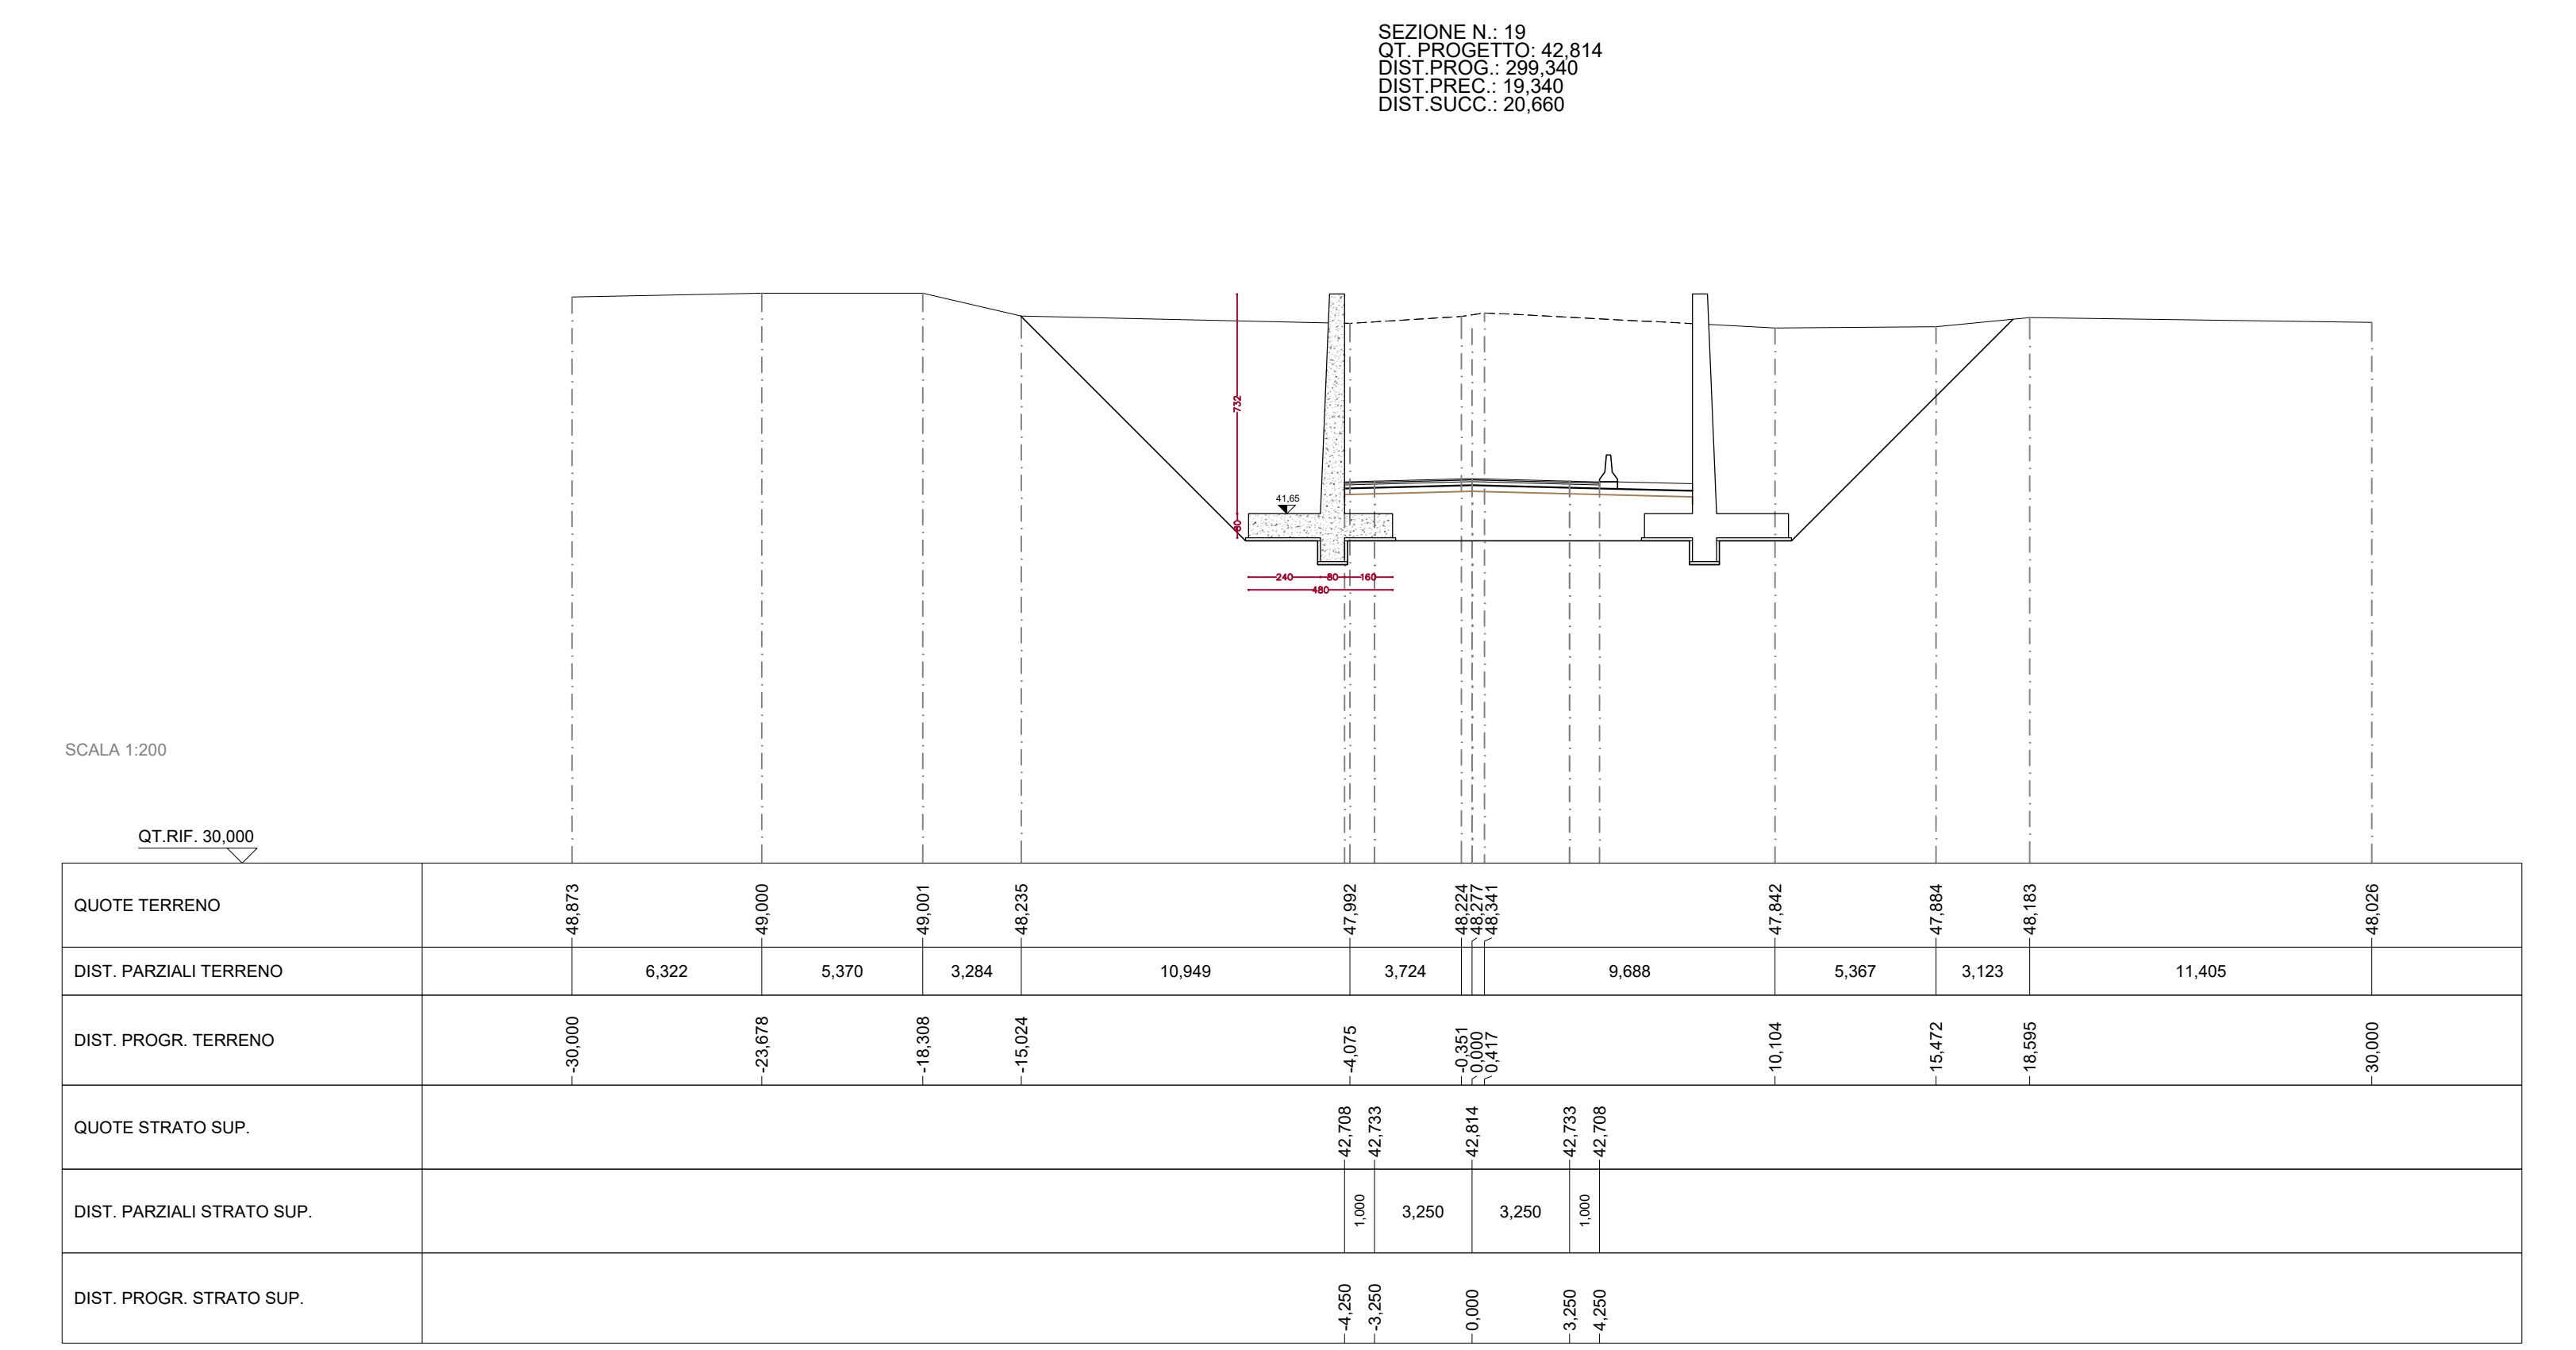 SEZIONE N.: 19
QT. PROGETTO: 42,814
DIST.PROG.: 299,340
DIST.PREC.: 19,340
DIST.SUCC.: 20,660
732
41,65
80
240 80 160
480
SCALA 1:200
QT.RIF. 30,000
QUOTE TERRENO 48,873 49,000 49,001 48,235 47,992 48,224 48,277 48,341 47,842 47,884 48,183 48,026
DIST. PARZIALI TERRENO 6,322 5,370 3,284 10,949 3,724 9,688 5,367 3,123 11,405
DIST. PROGR. TERRENO -30,000 -23,678 -18,308 -15,024 -4,075 -0,351 0,000 0,417 10,104 15,472 18,595 30,000
QUOTE STRATO SUP. 42,708 42,733 42,814 42,733 42,708
DIST. PARZIALI STRATO SUP. 1,000 3,250 3,250 1,000
DIST. PROGR. STRATO SUP. -4,250 -3,250 0,000 3,250 4,250